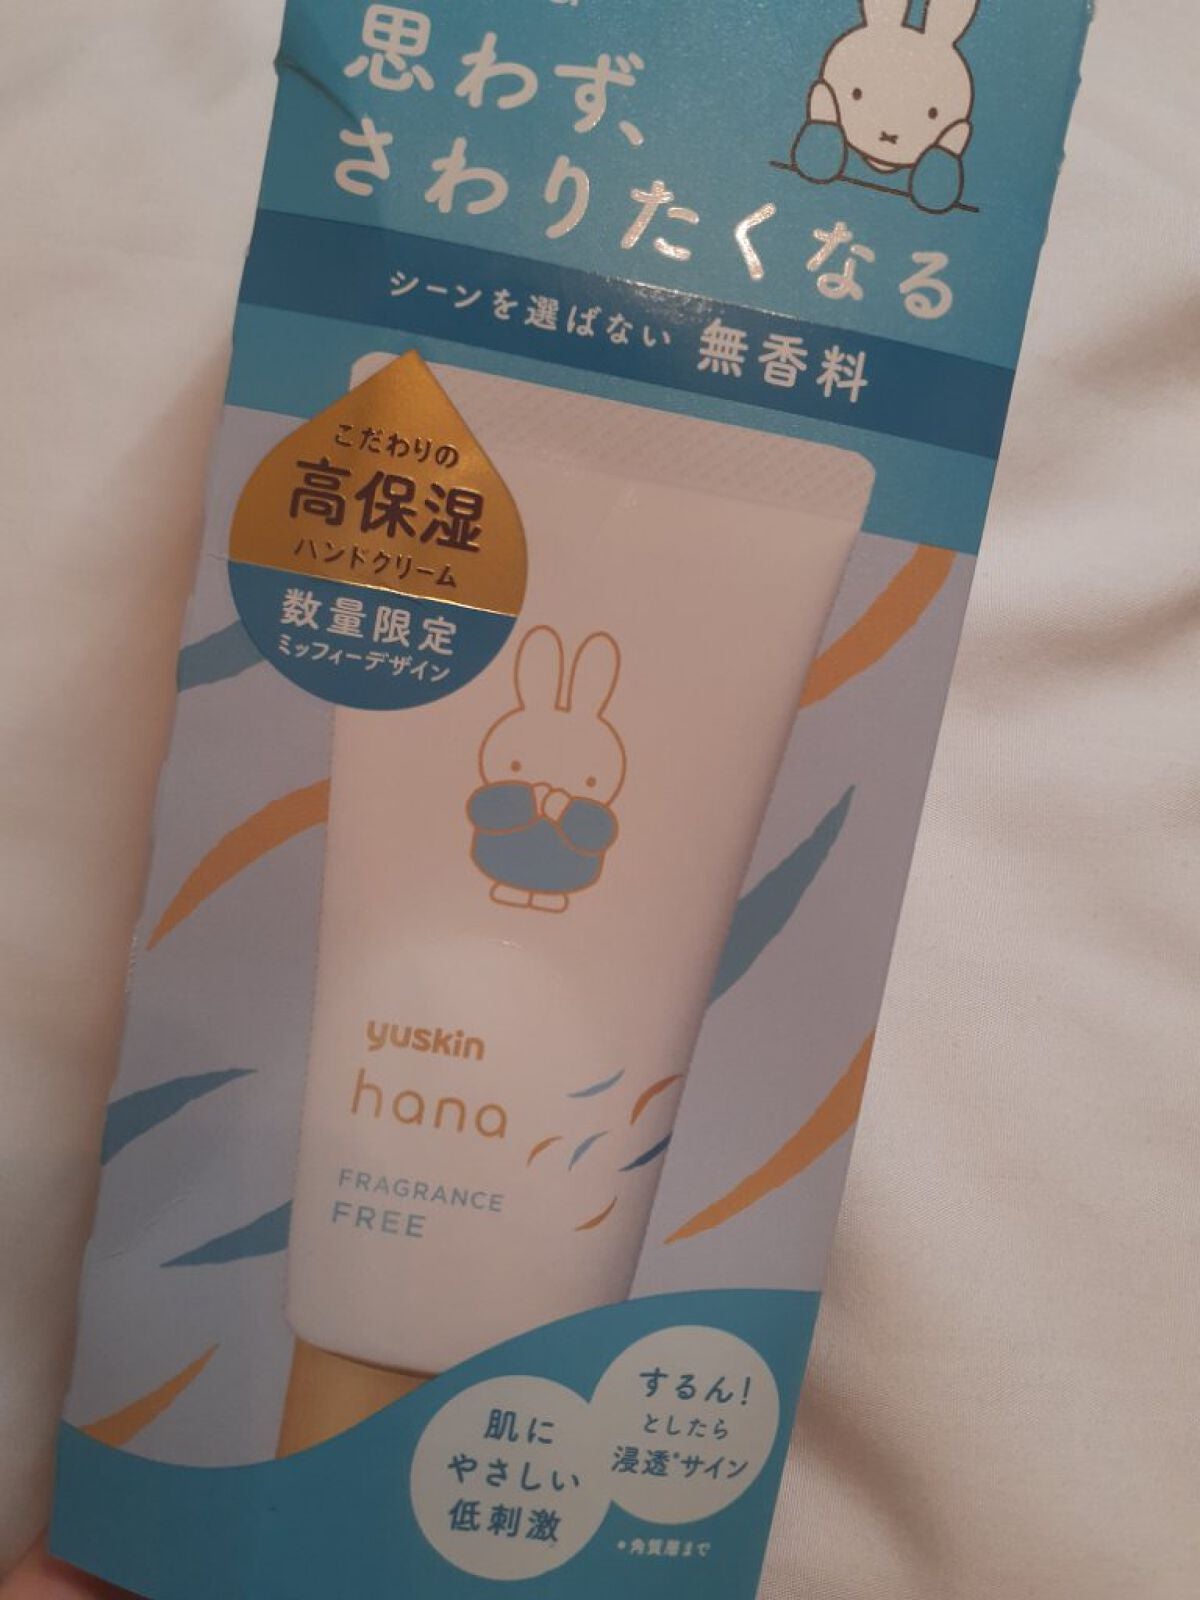 思わず、
さわりたくなる
シーンを選ばない 無香料
こだわりの
高保湿
ハンドクリーム
数量限定
ミッフィーデザイン
yuskin
hana
FRAGRANCE
FREE
肌に
やさしい
低刺激
するん!
としたら
浸透*サイン
*角質層まで